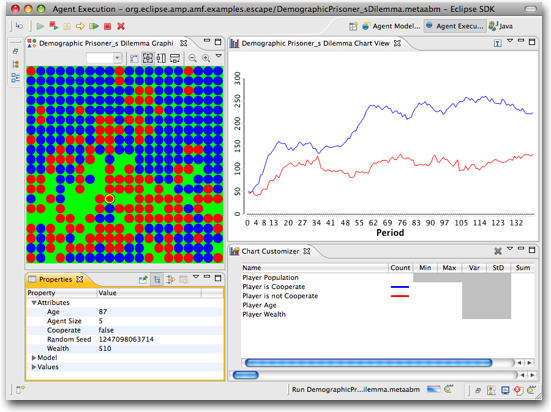 Agent Execution - org.eclipse.amp.amf.examples.escape/DemographicPrisoner_sDilemma.metaabm - Eclipse SDK
Agent Model...
Agent Execu...
Java
Demographic Prisoner_s Dilemma Graphi
Demographic Prisoner_s Dilemma Chart View
300
250
200
150
100
50
0
0 4 8 13 20 27 34 41 48 55 62 69 76 83 90 98 106 114 123 132
Period
Properties
Property Value
Attributes
Age 87
Agent Size 5
Cooperate false
Random Seed 1247098063714
Wealth 510
Model
Values
Chart Customizer
Name Count Min Max Var StD Sum
Player Population
Player is Cooperate
Player is not Cooperate
Player Age
Player Wealth
Run DemographicPr...ilemma.metaabm